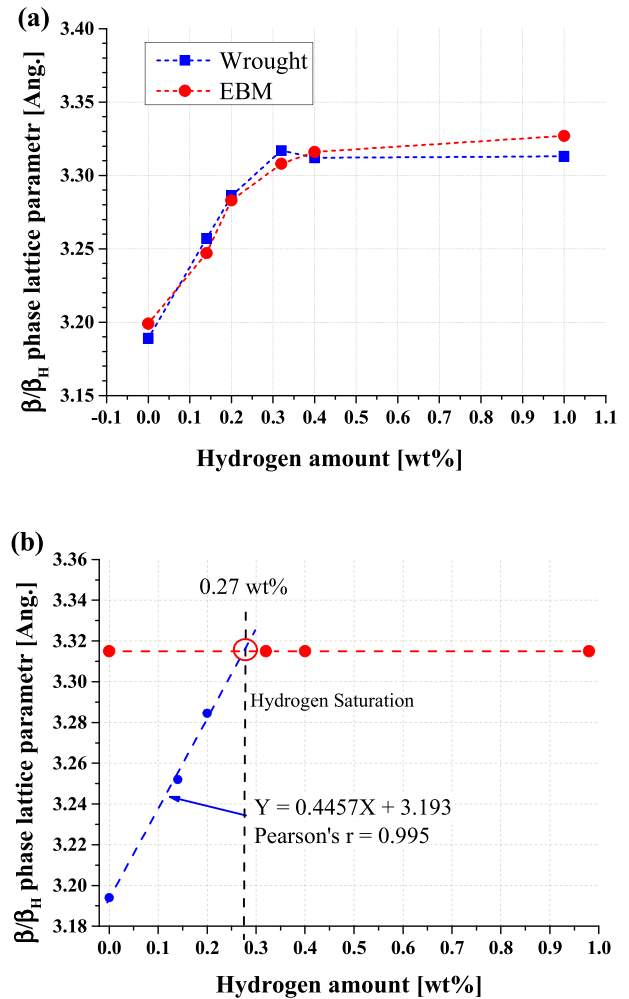 (a)
3.40
3.35
3.30
3.25
3.20
3.15
β/βH phase lattice parametr [Ang.]
Wrought
EBM
-0.1 0.0 0.1 0.2 0.3 0.4 0.5 0.6 0.7 0.8 0.9 1.0 1.1
Hydrogen amount [wt%]
(b)
3.36
3.34
3.32
3.30
3.28
3.26
3.24
3.22
3.20
3.18
β/βH phase lattice parametr [Ang.]
0.27 wt%
Hydrogen Saturation
Y = 0.4457X + 3.193
Pearson's r = 0.995
0.0 0.1 0.2 0.3 0.4 0.5 0.6 0.7 0.8 0.9 1.0
Hydrogen amount [wt%]